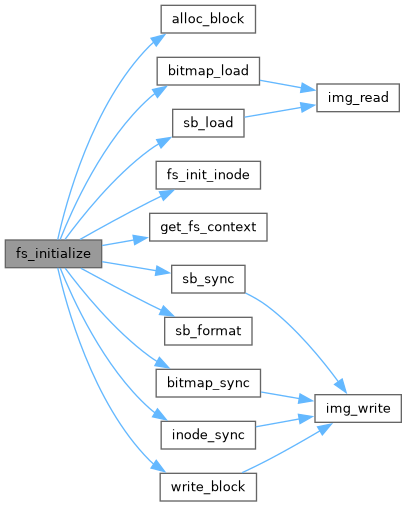 alloc_block
bitmap_load
img_read
sb_load
fs_init_inode
get_fs_context
fs_initialize
sb_sync
sb_format
bitmap_sync
img_write
inode_sync
write_block